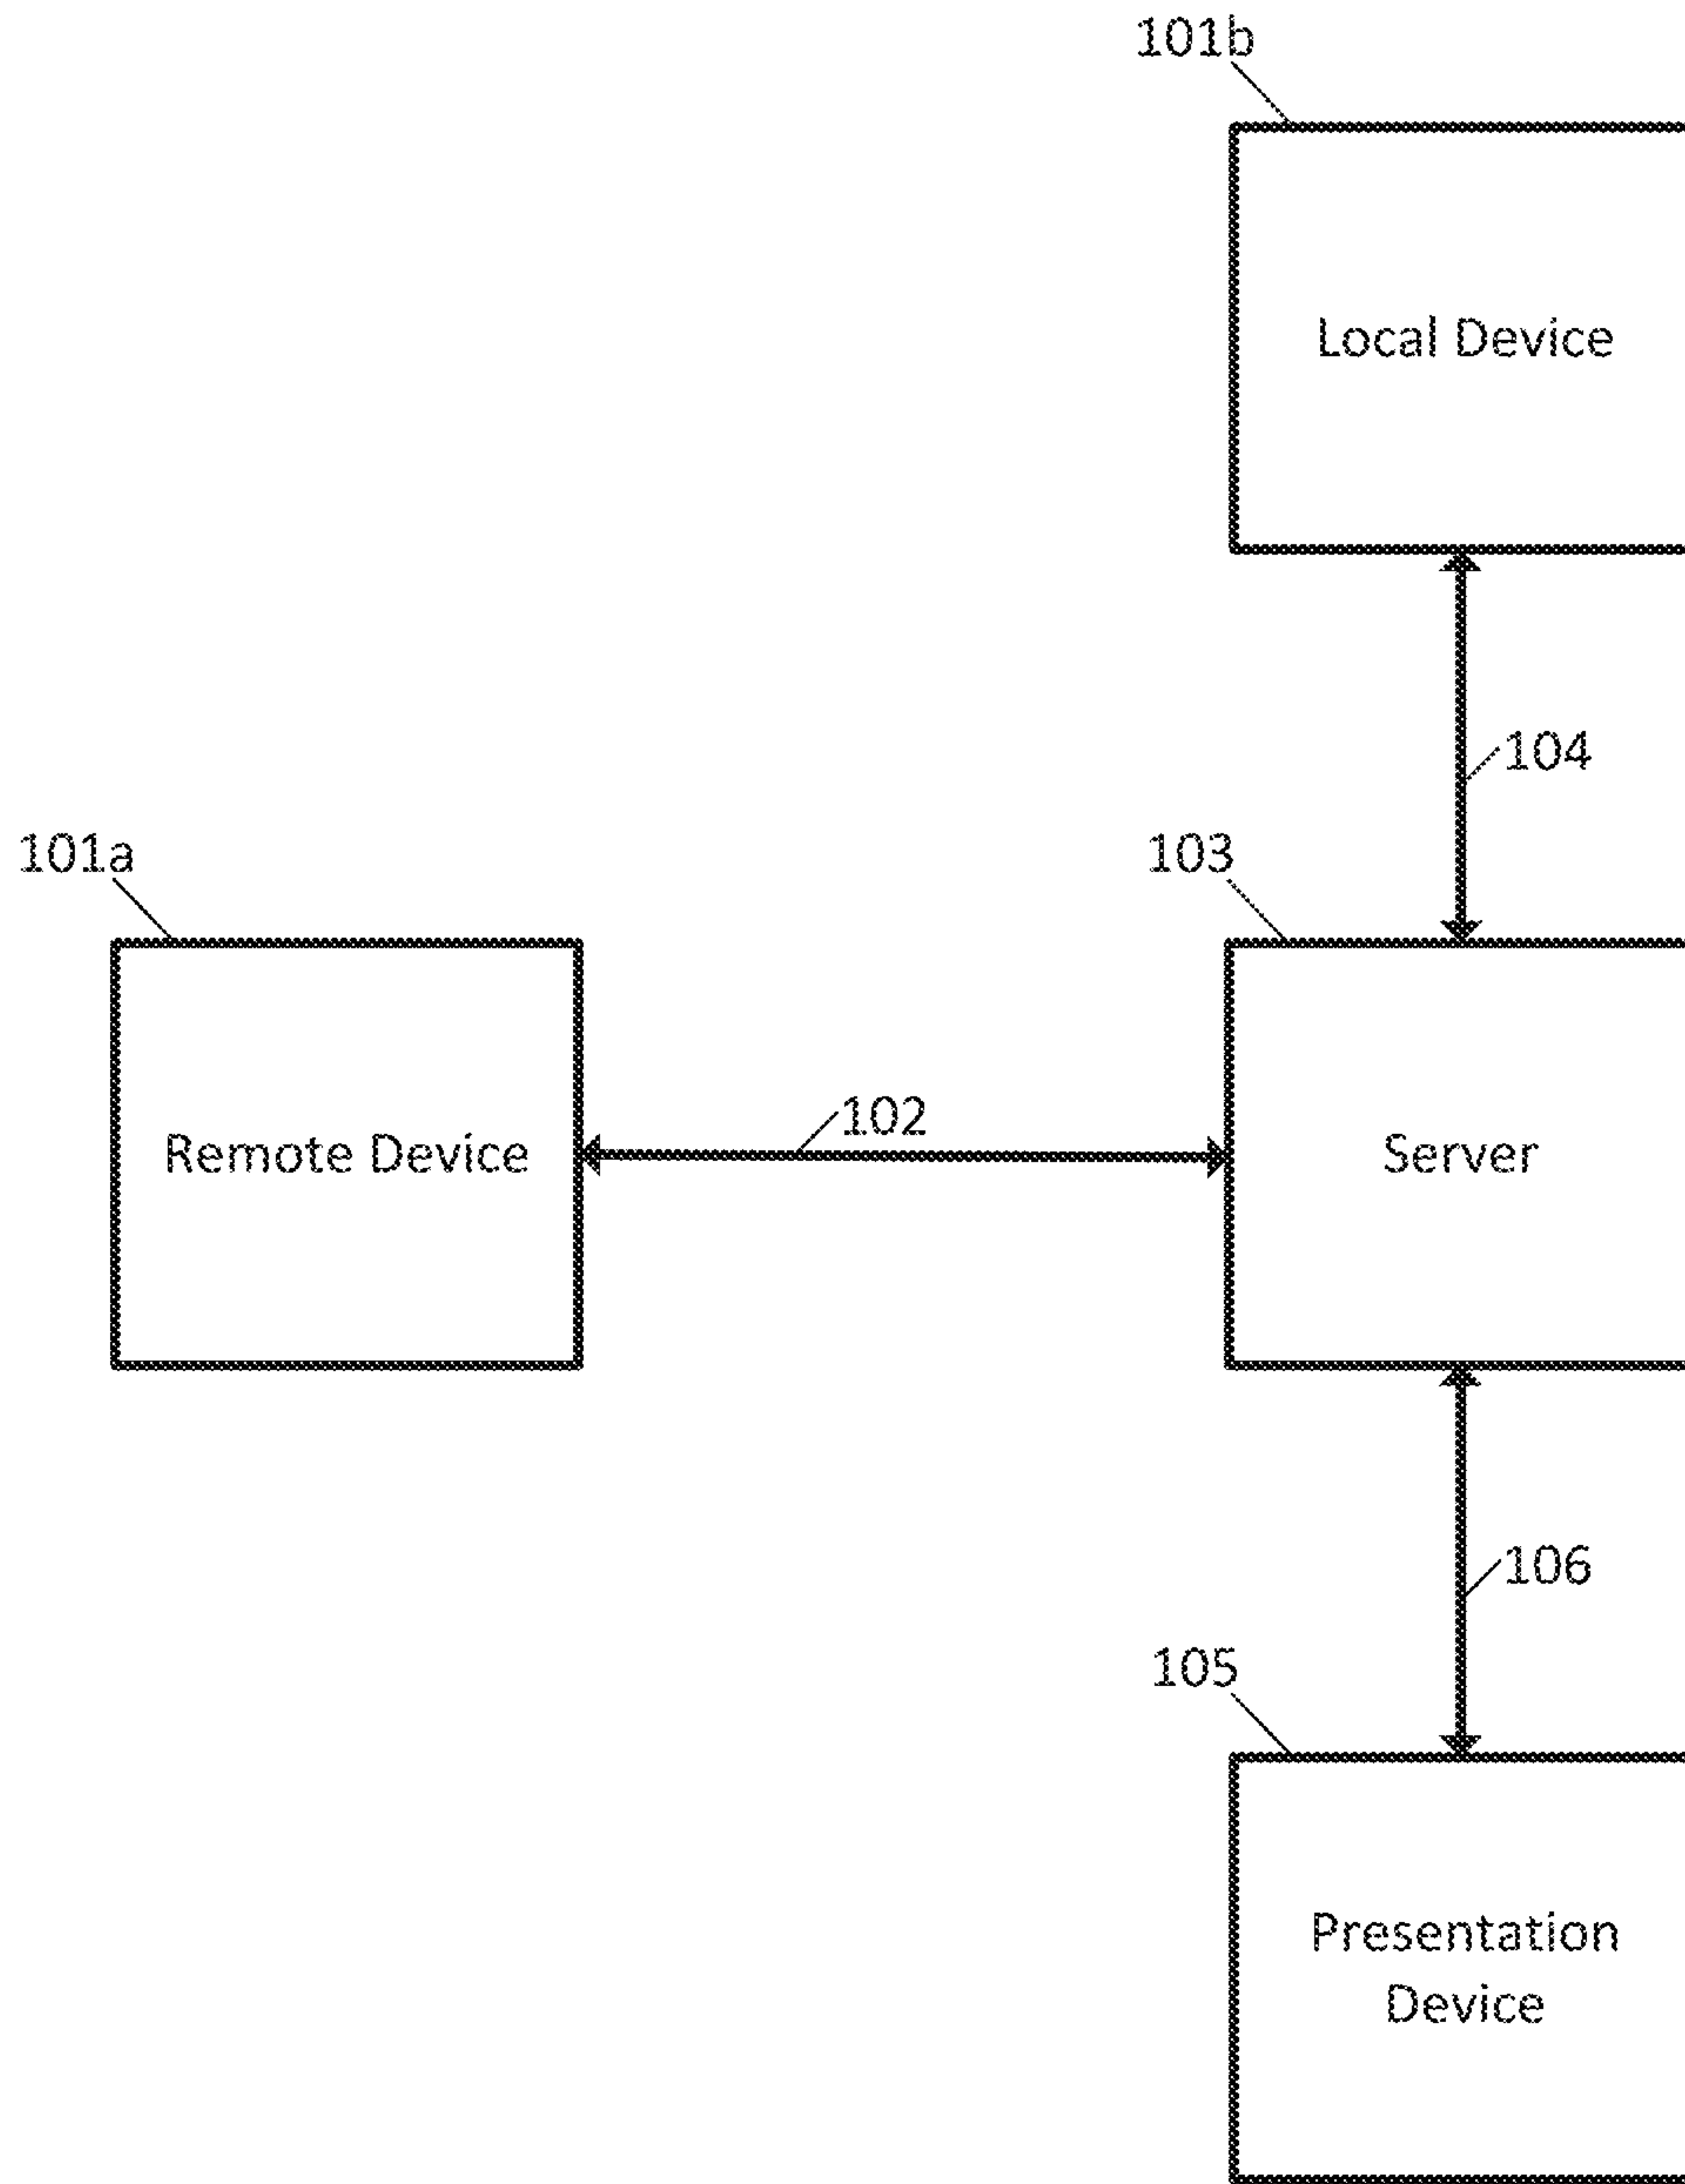 101b
Local Device
104
101a
103
102
Remote Device
Server
106
105
Presentation
Device